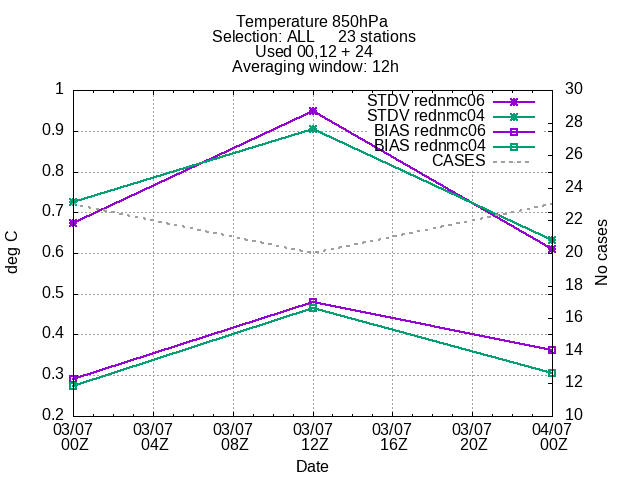 Temperature 850hPa
Selection: ALL 23 stations
Used 00,12 + 24
Averaging window: 12h
STDV rednmc06
STDV rednmc04
BIAS rednmc06
BIAS rednmc04
CASES
1
0.9
0.8
0.7
0.6
0.5
0.4
0.3
0.2
deg C
30
28
26
24
22
20
18
16
14
12
10
No cases
03/07 03/07 03/07 03/07 03/07 03/07 04/07
00Z 04Z 08Z 12Z 16Z 20Z 00Z
Date